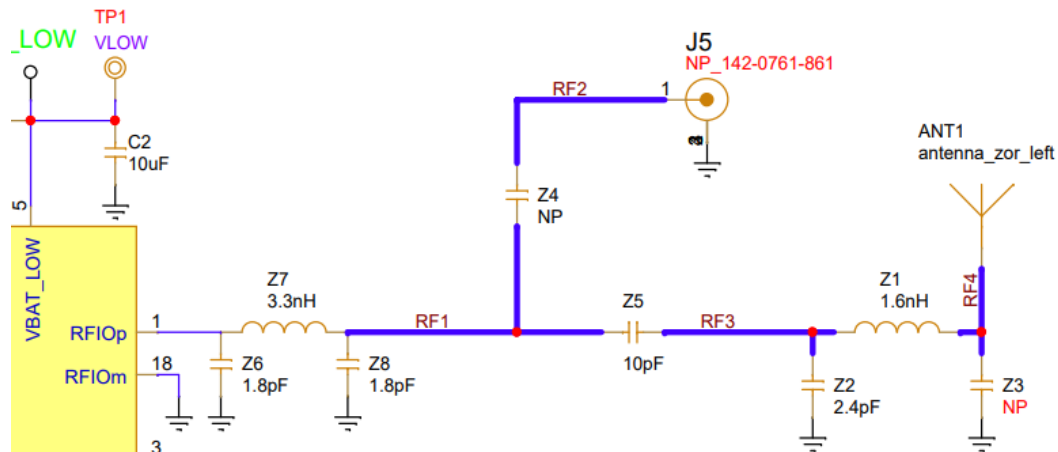 TP1
_LOW
VLOW
J5
NP_142-0761-861
RF2
1
C2
10uF
ANT1
antenna_zor_left
Z4
NP
5
VBAT_LOW
Z7
3.3nH
Z5
Z1
1.6nH
RF4
RFIOp
1
RF1
RF3
10pF
RFIOm
18
Z6
1.8pF
Z8
1.8pF
Z2
2.4pF
Z3
NP
3